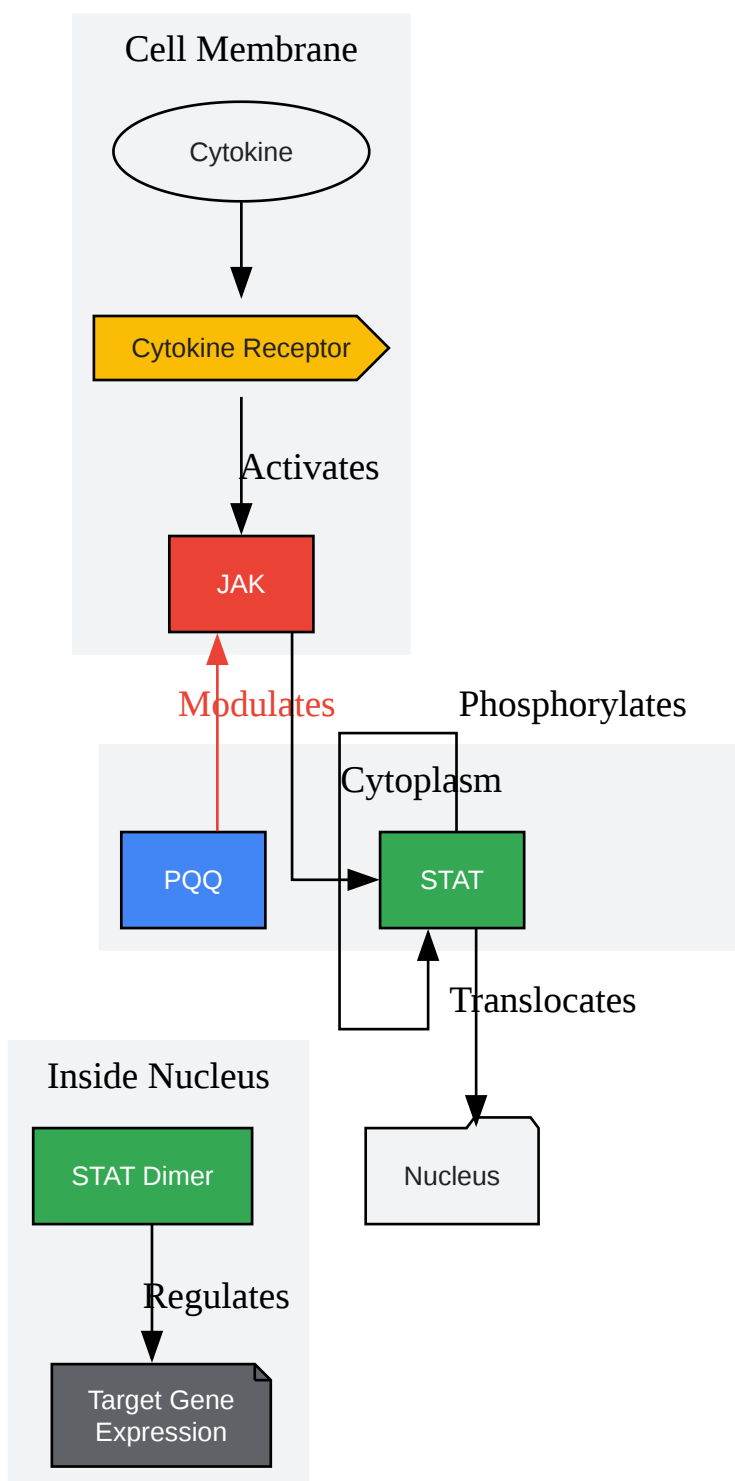 Cell Membrane
Cytokine
Cytokine Receptor
Activates
JAK
Modulates
Phosphorylates
Cytoplasm
PQQ
STAT
Translocates
Inside Nucleus
STAT Dimer
Nucleus
Regulates
Target Gene
Expression